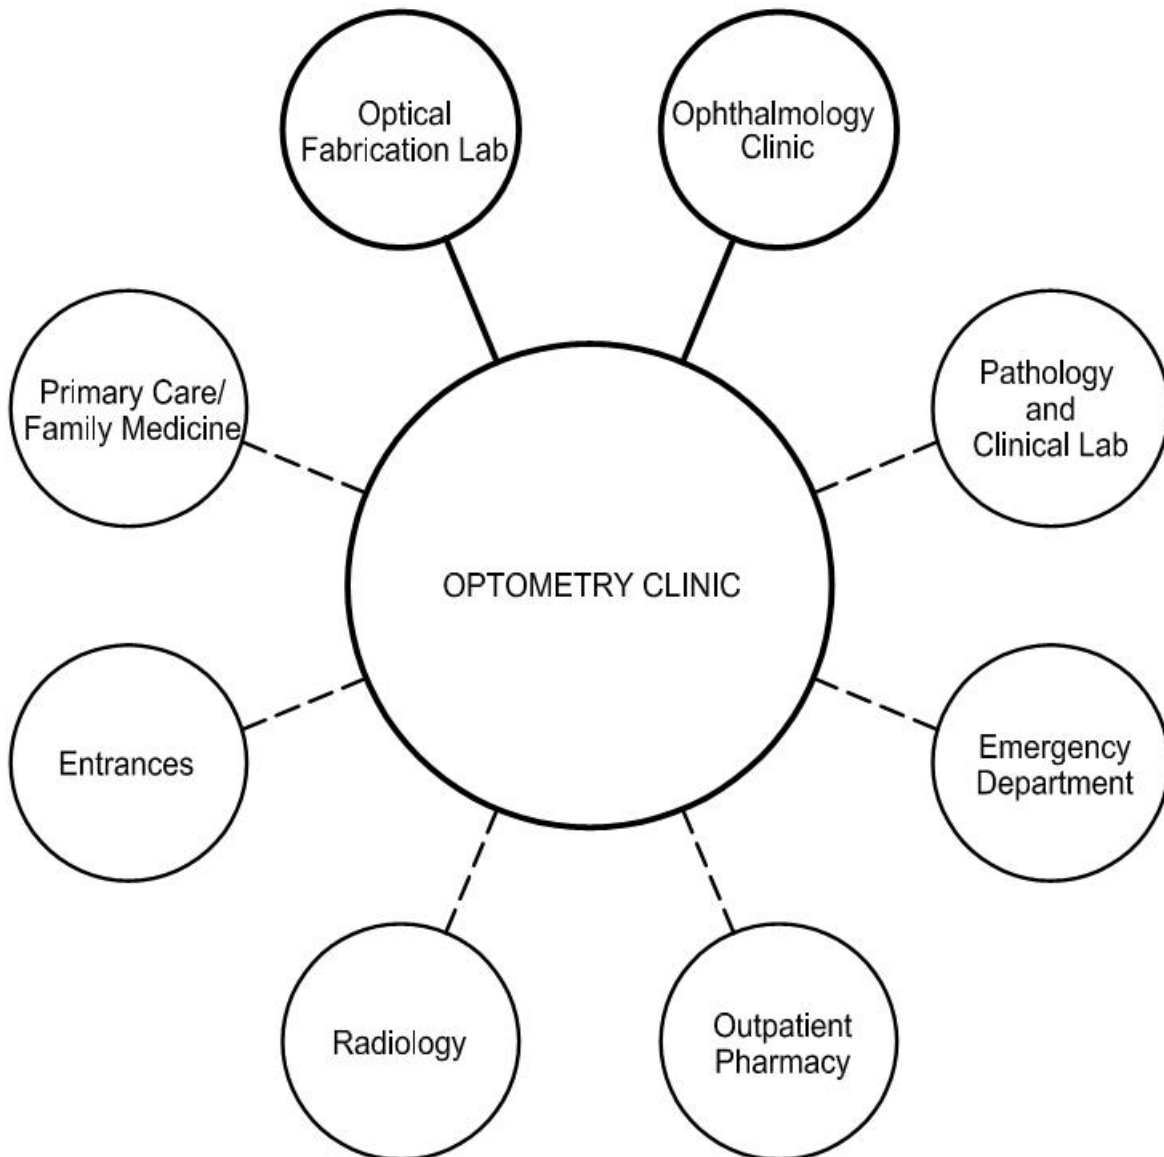 Optical
Fabrication Lab
Ophthalmology
Clinic
Primary Care/
Family Medicine
Pathology
and
Clinical Lab
OPTOMETRY CLINIC
Entrances
Emergency
Department
Radiology
Outpatient
Pharmacy